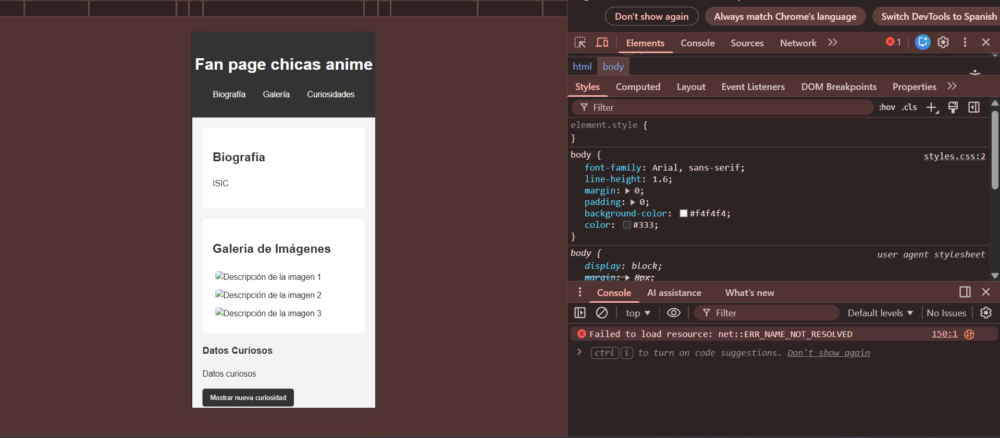 Don't show again
Always match Chrome's language
Switch DevTools to Spanish
Elements
Console
Sources
Network
1
html
body
Styles
Computed
Layout
Event Listeners
DOM Breakpoints
Properties
Filter
:hov
.cls
element.style {
}
body {
styles.css:2
font-family: Arial, sans-serif;
line-height: 1.6;
margin: 0;
padding: 0;
background-color: #f4f4f4;
color: #333;
}
body {
user agent stylesheet
display: block;
margin: 8px;
Console
AI assistance
What's new
top
Filter
Default levels
No Issues
Failed to load resource: net::ERR_NAME_NOT_RESOLVED
150:1
ctrl i to turn on code suggestions. Don't show again
Fan page chicas anime
Biografía
Galería
Curiosidades
Biografía
ISIC
Galería de Imágenes
Descripción de la imagen 1
Descripción de la imagen 2
Descripción de la imagen 3
Datos Curiosos
Datos curiosos
Mostrar nueva curiosidad